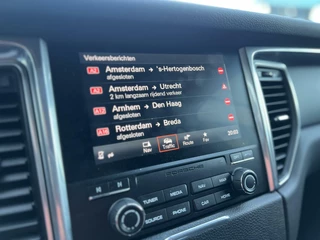 Verkeersberichten
A2 Amsterdam → 's-Hertogenbosch
afgesloten
A2 Amsterdam → Utrecht
2 km langzaam rijdend verkeer
Arnhem → Den Haag
afgesloten
A16 Rotterdam → Breda
afgesloten
Nav Traffic Route Fav 20:03
TUNER MEDIA NAV
SOURCE PHONE CAR